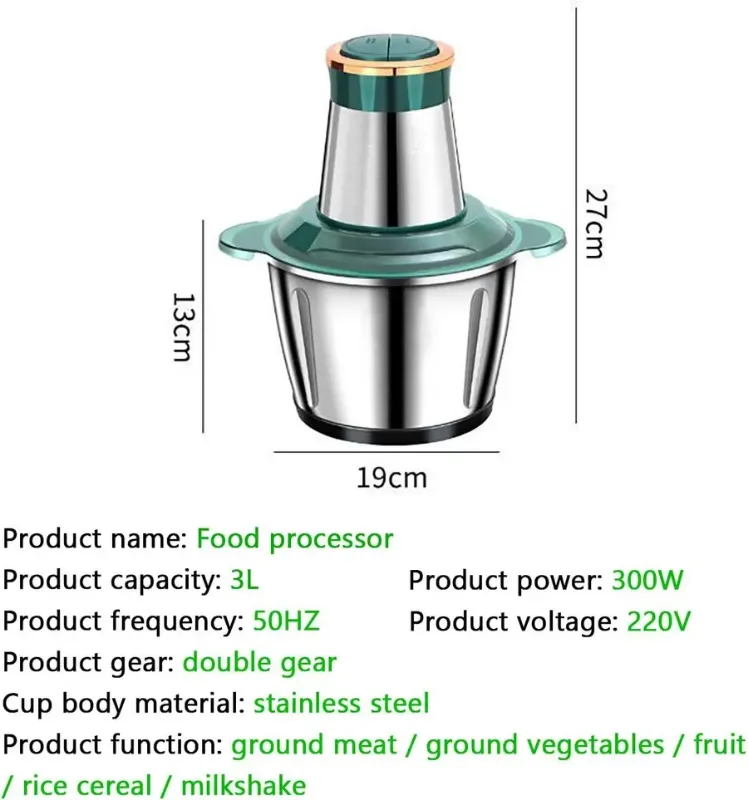 27cm
13cm
19cm
Product name: Food processor
Product capacity: 3L
Product power: 300W
Product frequency: 50HZ
Product voltage: 220V
Product gear: double gear
Cup body material: stainless steel
Product function: ground meat / ground vegetables / fruit
/ rice cereal / milkshake